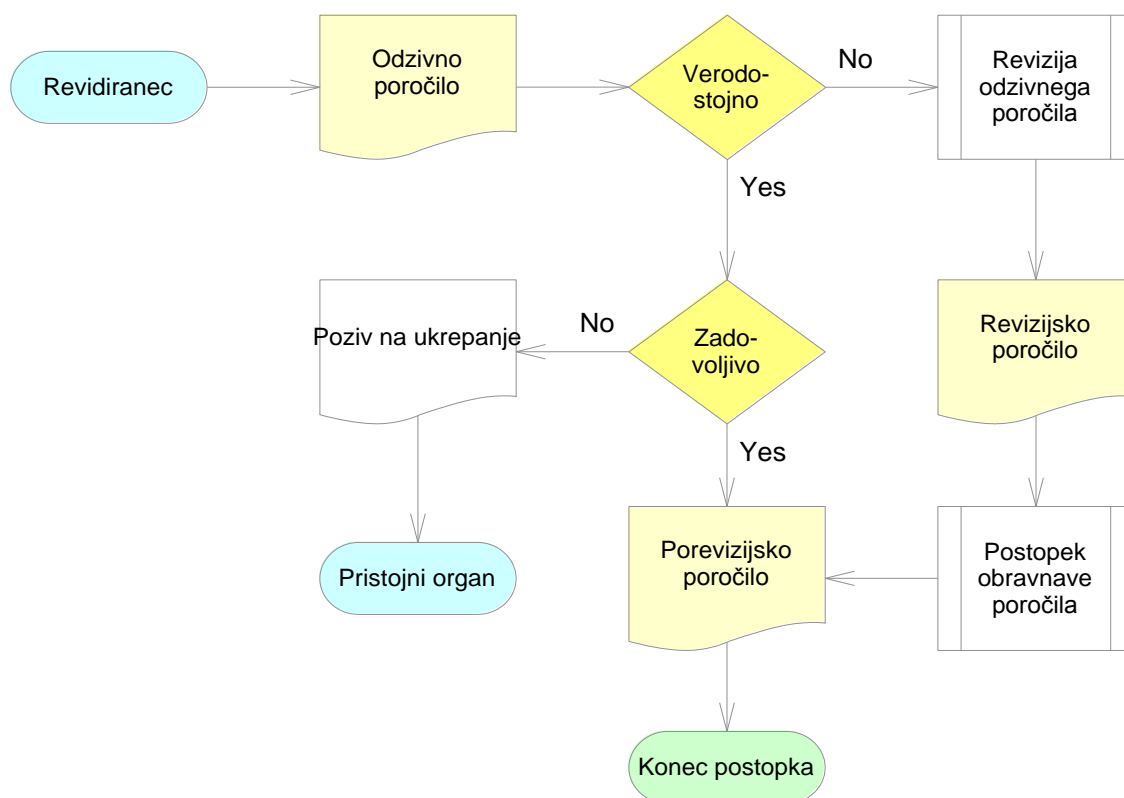 Revidiranec
Odzivno
poročilo
Verodo-
stojno
No
Revizija
odzivnega
poročila
Yes
Poziv na ukrepanje
No
Zado-
voljivo
Revizijsko
poročilo
Yes
Pristojni organ
Porevizijsko
poročilo
Postopek
obravnave
poročila
Konec postopka